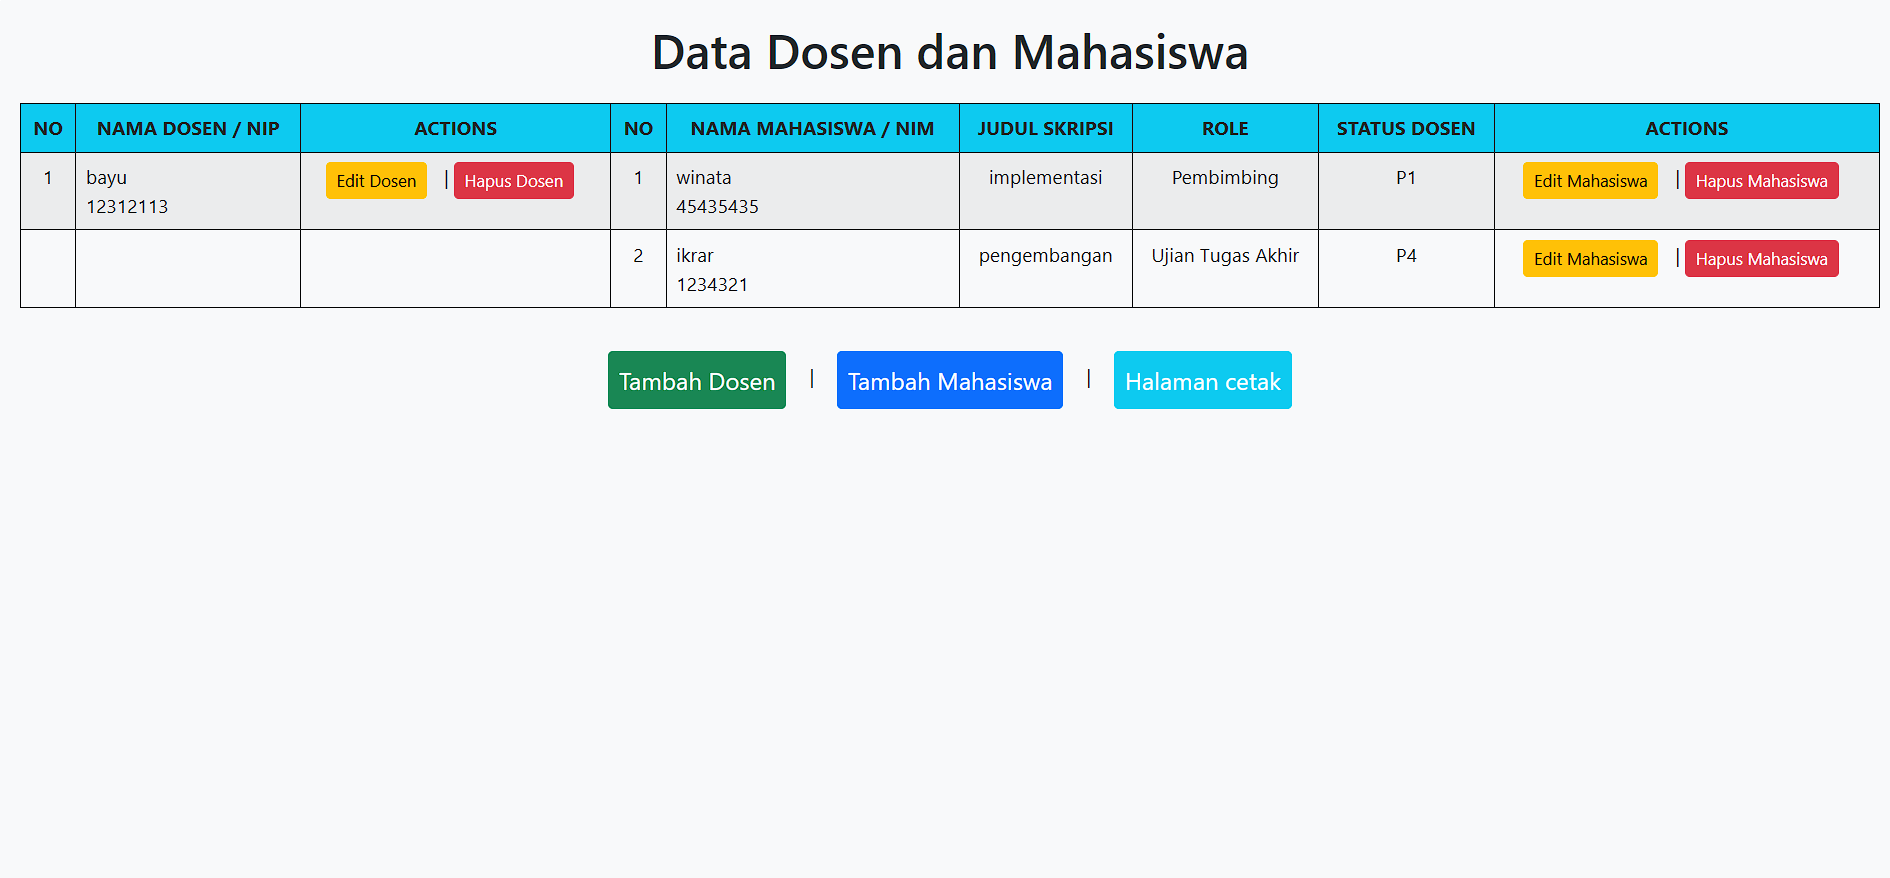 Data Dosen dan Mahasiswa
NO NAMA DOSEN / NIP ACTIONS NO NAMA MAHASISWA / NIM JUDUL SKRIPSI ROLE STATUS DOSEN ACTIONS
1 bayu Edit Dosen | Hapus Dosen 1 winata implementasi Pembimbing P1 Edit Mahasiswa | Hapus Mahasiswa
12312113 45435435
2 ikrar pengembangan Ujian Tugas Akhir P4 Edit Mahasiswa | Hapus Mahasiswa
1234321
Tambah Dosen | Tambah Mahasiswa | Halaman cetak